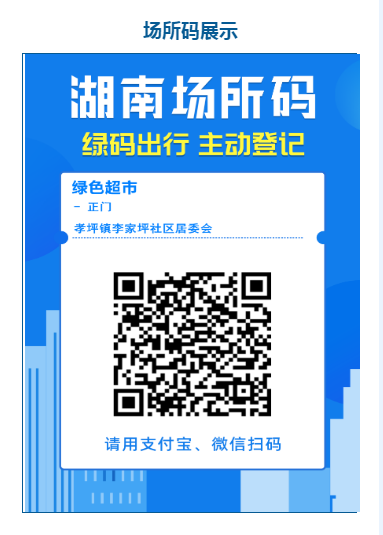 场所码展示
湖南场所码
绿码出行 主动登记
绿色超市
- 正门
孝坪镇李家坪社区居委会
请用支付宝、微信扫码